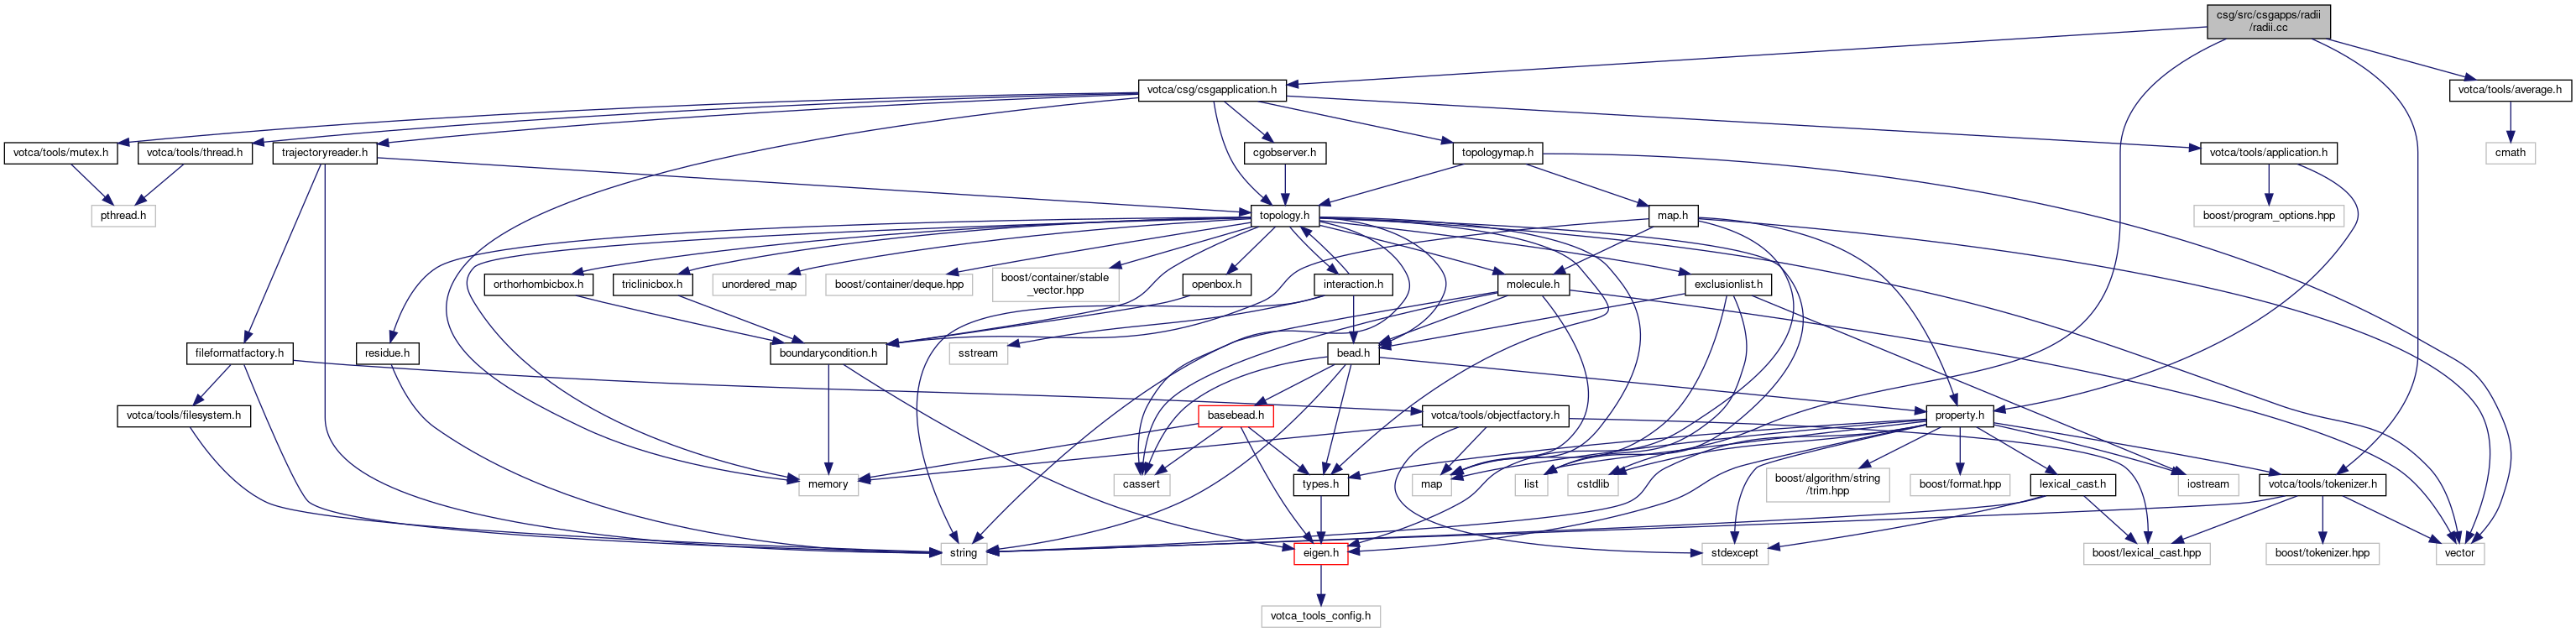 csg/src/csgapps/radii
/radii.cc
votca/csg/csgapplication.h
votca/tools/average.h
votca/tools/mutex.h
votca/tools/thread.h
trajectoryreader.h
cgobserver.h
topologymap.h
votca/tools/application.h
cmath
pthread.h
topology.h
map.h
boost/program_options.hpp
orthorhombicbox.h
triclinicbox.h
unordered_map
boost/container/deque.hpp
boost/container/stable
_vector.hpp
openbox.h
interaction.h
molecule.h
exclusionlist.h
fileformatfactory.h
residue.h
boundarycondition.h
sstream
bead.h
votca/tools/filesystem.h
basebead.h
votca/tools/objectfactory.h
property.h
memory
cassert
types.h
map
list
cstdlib
boost/algorithm/string
/trim.hpp
boost/format.hpp
lexical_cast.h
iostream
votca/tools/tokenizer.h
string
eigen.h
stdexcept
boost/lexical_cast.hpp
boost/tokenizer.hpp
vector
votca_tools_config.h